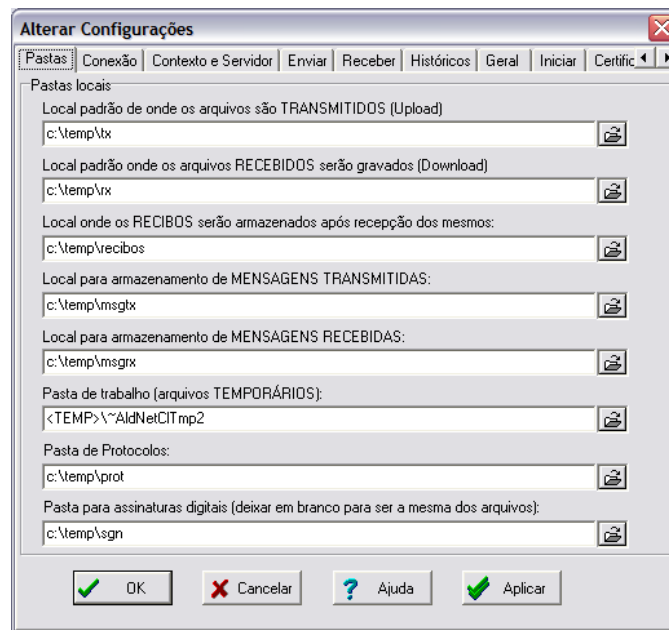 Alterar Configurações
Pastas Conexão Contexto e Servidor Enviar Receber Históricos Geral Iniciar
Pastas locais
Local padrão de onde os arquivos são TRANSMITIDOS (Upload)
c:\temp\tx
Local padrão onde os arquivos RECEBIDOS serão gravados (Download)
c:\temp\rx
Local onde os RECIBOS serão armazenados após recepção dos mesmos:
c:\temp\recibos
Local para armazenamento de MENSAGENS TRANSMITIDAS:
c:\temp\msgtx
Local para armazenamento de MENSAGENS RECEBIDAS:
c:\temp\msgrx
Pasta de trabalho (arquivos TEMPORÁRIOS):
<TEMP>\~AldNetClTmp2
Pasta de Protocolos:
c:\temp\prot
Pasta para assinaturas digitais (deixar em branco para ser a mesma dos arquivos):
c:\temp\sgn
OK Cancelar Ajuda Aplicar